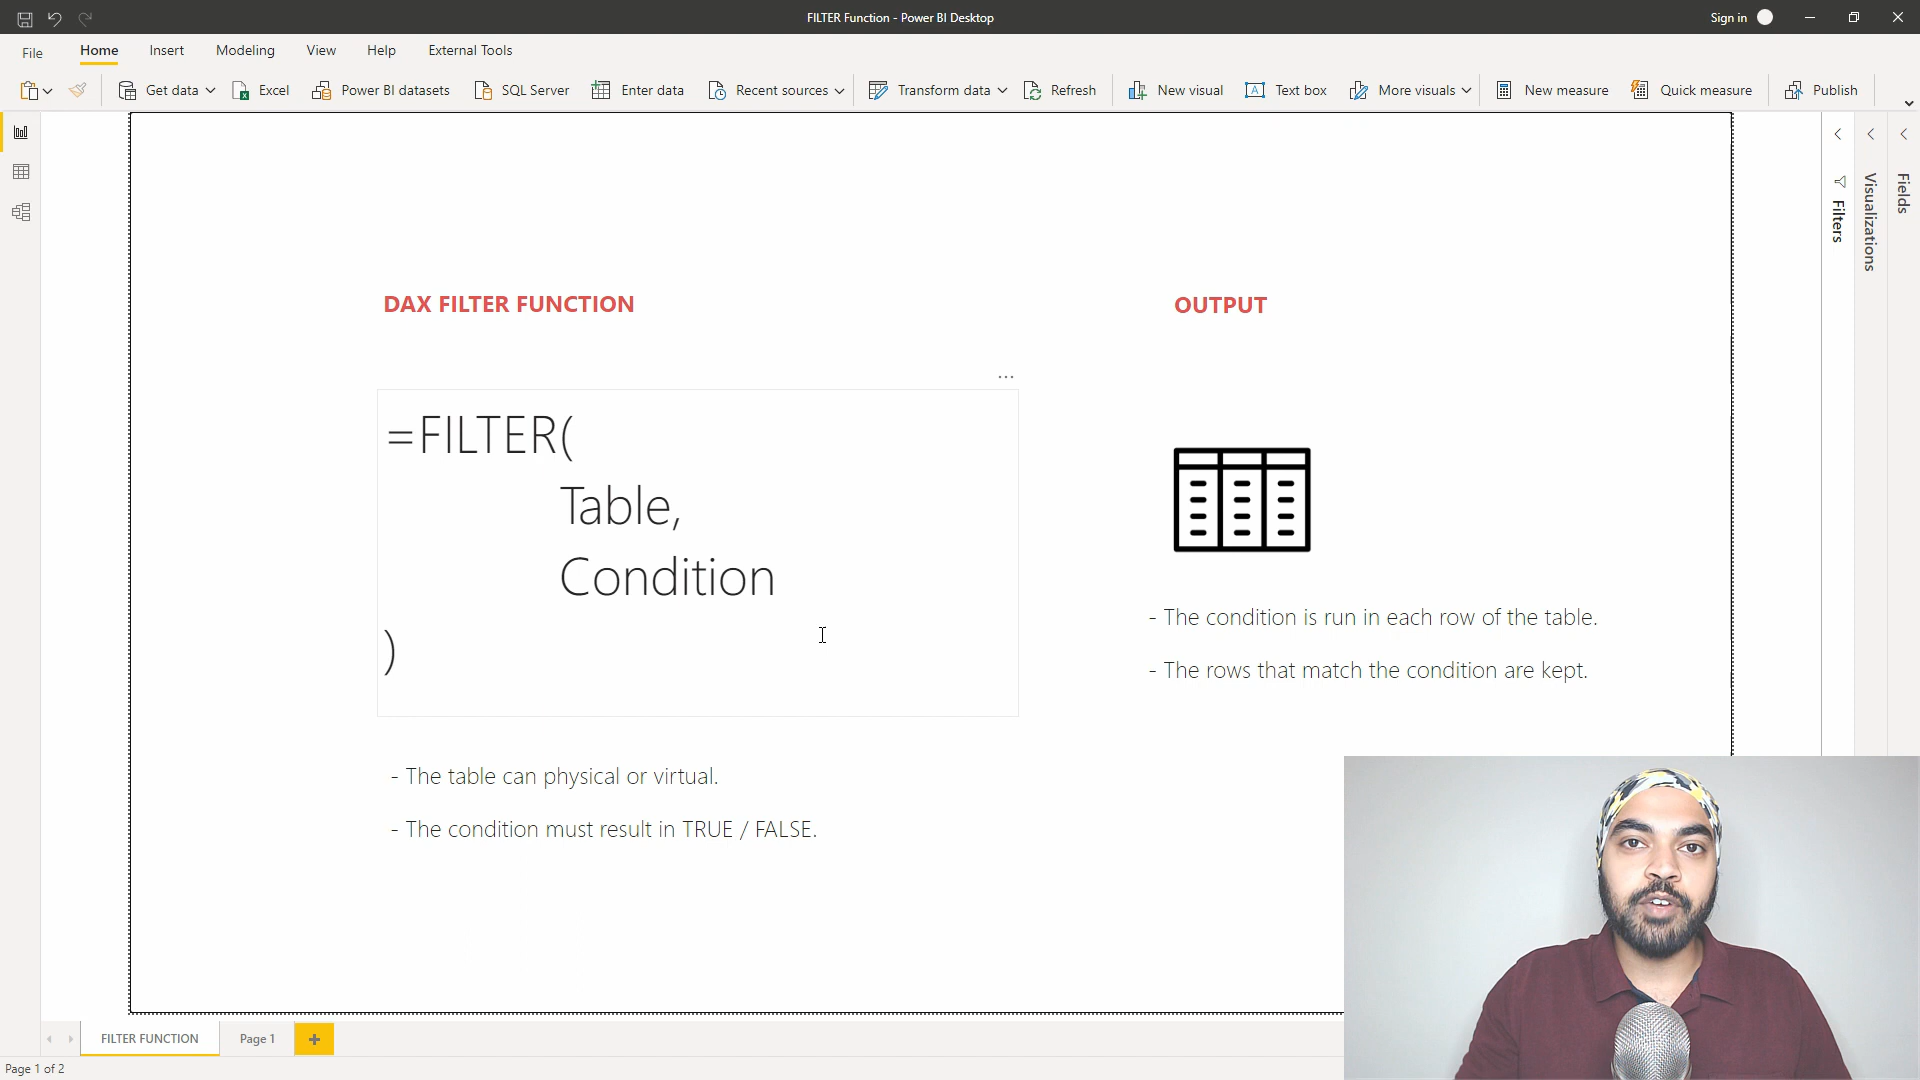 FILTER Function - Power BI Desktop
Sign in
File
Home
Insert
Modeling
View
Help
External Tools
Get data
Excel
Power BI datasets
SQL Server
Enter data
Recent sources
Transform data
Refresh
New visual
Text box
More visuals
New measure
Quick measure
Publish
Filters
Visualizations
Fields
DAX FILTER FUNCTION
=FILTER(
Table,
Condition
)
- The table can physical or virtual.
- The condition must result in TRUE / FALSE.
OUTPUT
- The condition is run in each row of the table.
- The rows that match the condition are kept.
FILTER FUNCTION
Page 1
Page 1 of 2